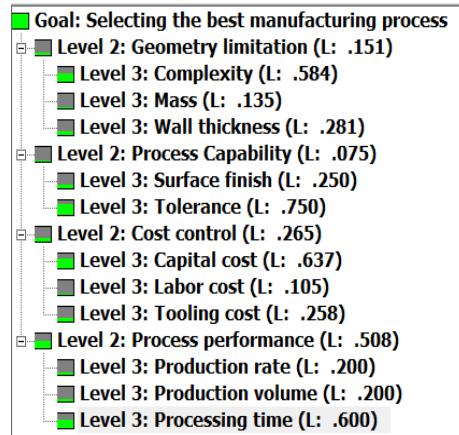 Goal: Selecting the best manufacturing process
Level 2: Geometry limitation (L: .151)
Level 3: Complexity (L: .584)
Level 3: Mass (L: .135)
Level 3: Wall thickness (L: .281)
Level 2: Process Capability (L: .075)
Level 3: Surface finish (L: .250)
Level 3: Tolerance (L: .750)
Level 2: Cost control (L: .265)
Level 3: Capital cost (L: .637)
Level 3: Labor cost (L: .105)
Level 3: Tooling cost (L: .258)
Level 2: Process performance (L: .508)
Level 3: Production rate (L: .200)
Level 3: Production volume (L: .200)
Level 3: Processing time (L: .600)